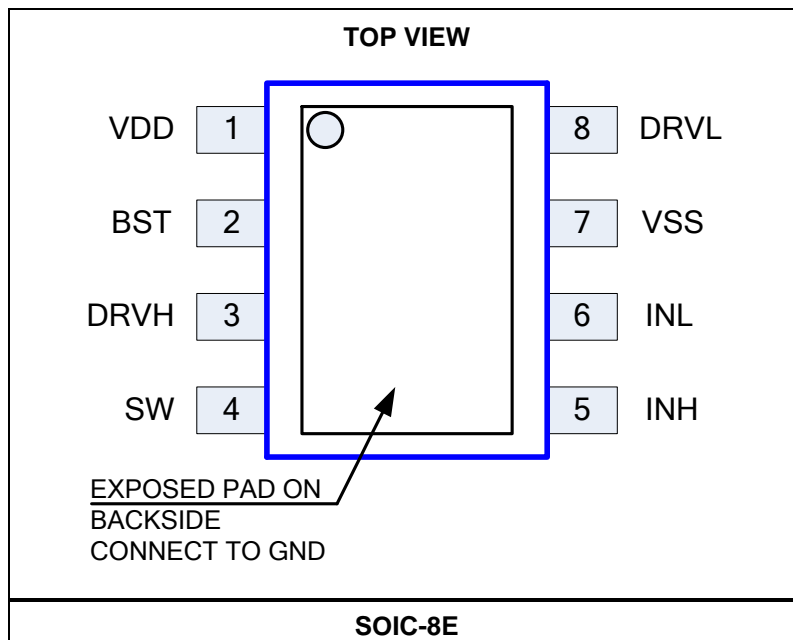 TOP VIEW
VDD 1 8 DRVL
BST 2 7 VSS
DRVH 3 6 INL
SW 4 5 INH
EXPOSED PAD ON
BACKSIDE
CONNECT TO GND
SOIC-8E